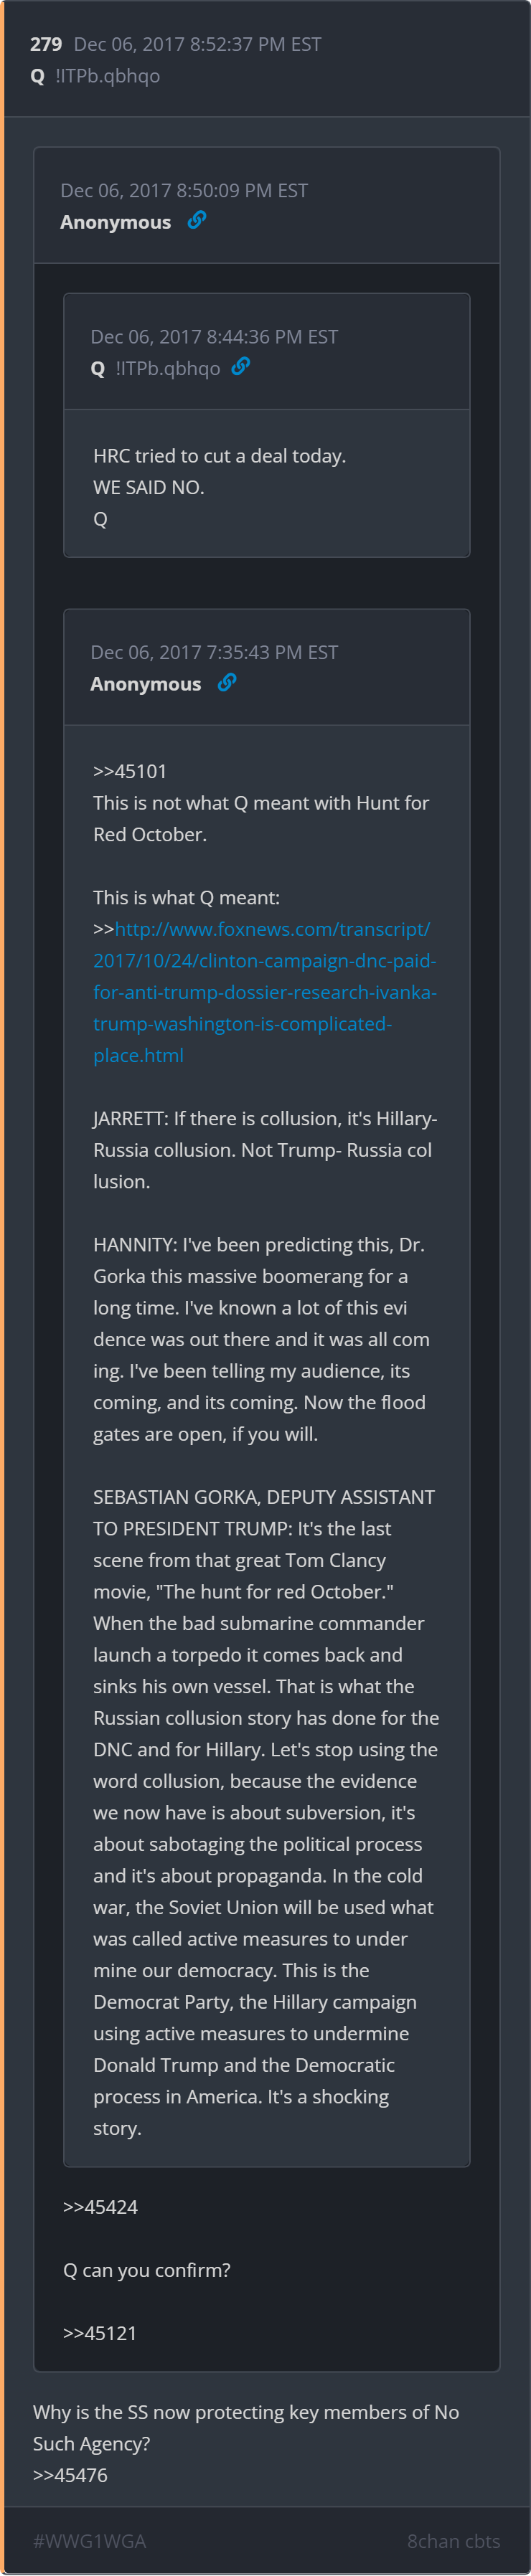 279 Dec 06, 2017 8:52:37 PM EST
Q !ITPb.qbhqo
Dec 06, 2017 8:50:09 PM EST
Anonymous
Dec 06, 2017 8:44:36 PM EST
Q !ITPb.qbhqo
HRC tried to cut a deal today.
WE SAID NO.
Q
Dec 06, 2017 7:35:43 PM EST
Anonymous
>>45101
This is not what Q meant with Hunt for
Red October.
This is what Q meant:
>>http://www.foxnews.com/transcript/
2017/10/24/clinton-campaign-dnc-paid-
for-anti-trump-dossier-research-ivanka-
trump-washington-is-complicated-
place.html
JARRETT: If there is collusion, it's Hillary-
Russia collusion. Not Trump- Russia col
lusion.
HANNITY: I've been predicting this, Dr.
Gorka this massive boomerang for a
long time. I've known a lot of this evi
dence was out there and it was all com
ing. I've been telling my audience, its
coming, and its coming. Now the flood
gates are open, if you will.
SEBASTIAN GORKA, DEPUTY ASSISTANT
TO PRESIDENT TRUMP: It's the last
scene from that great Tom Clancy
movie, "The hunt for red October."
When the bad submarine commander
launch a torpedo it comes back and
sinks his own vessel. That is what the
Russian collusion story has done for the
DNC and for Hillary. Let's stop using the
word collusion, because the evidence
we now have is about subversion, it's
about sabotaging the political process
and it's about propaganda. In the cold
war, the Soviet Union will be used what
was called active measures to under
mine our democracy. This is the
Democrat Party, the Hillary campaign
using active measures to undermine
Donald Trump and the Democratic
process in America. It's a shocking
story.
>>45424
Q can you confirm?
>>45121
Why is the SS now protecting key members of No
Such Agency?
>>45476
#WWG1WGA 8chan cbts